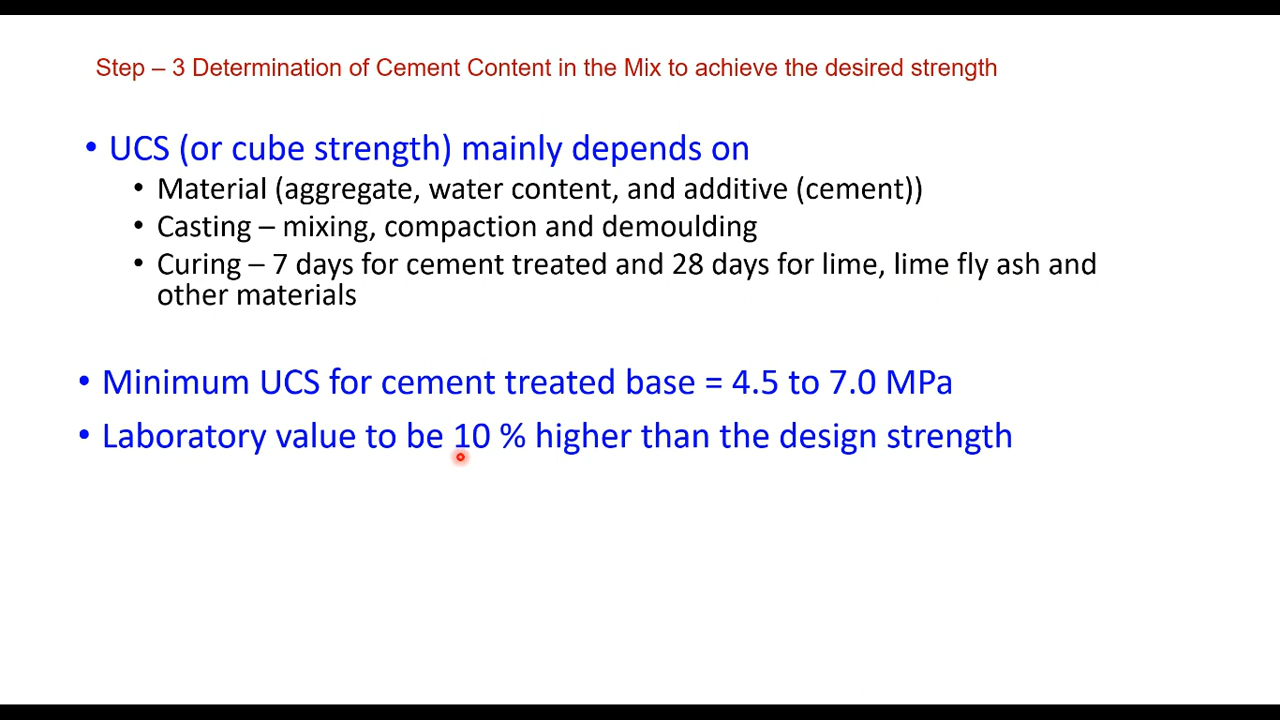 Step – 3 Determination of Cement Content in the Mix to achieve the desired strength
• UCS (or cube strength) mainly depends on
• Material (aggregate, water content, and additive (cement))
• Casting – mixing, compaction and demoulding
• Curing – 7 days for cement treated and 28 days for lime, lime fly ash and
other materials
• Minimum UCS for cement treated base = 4.5 to 7.0 MPa
• Laboratory value to be 10 % higher than the design strength